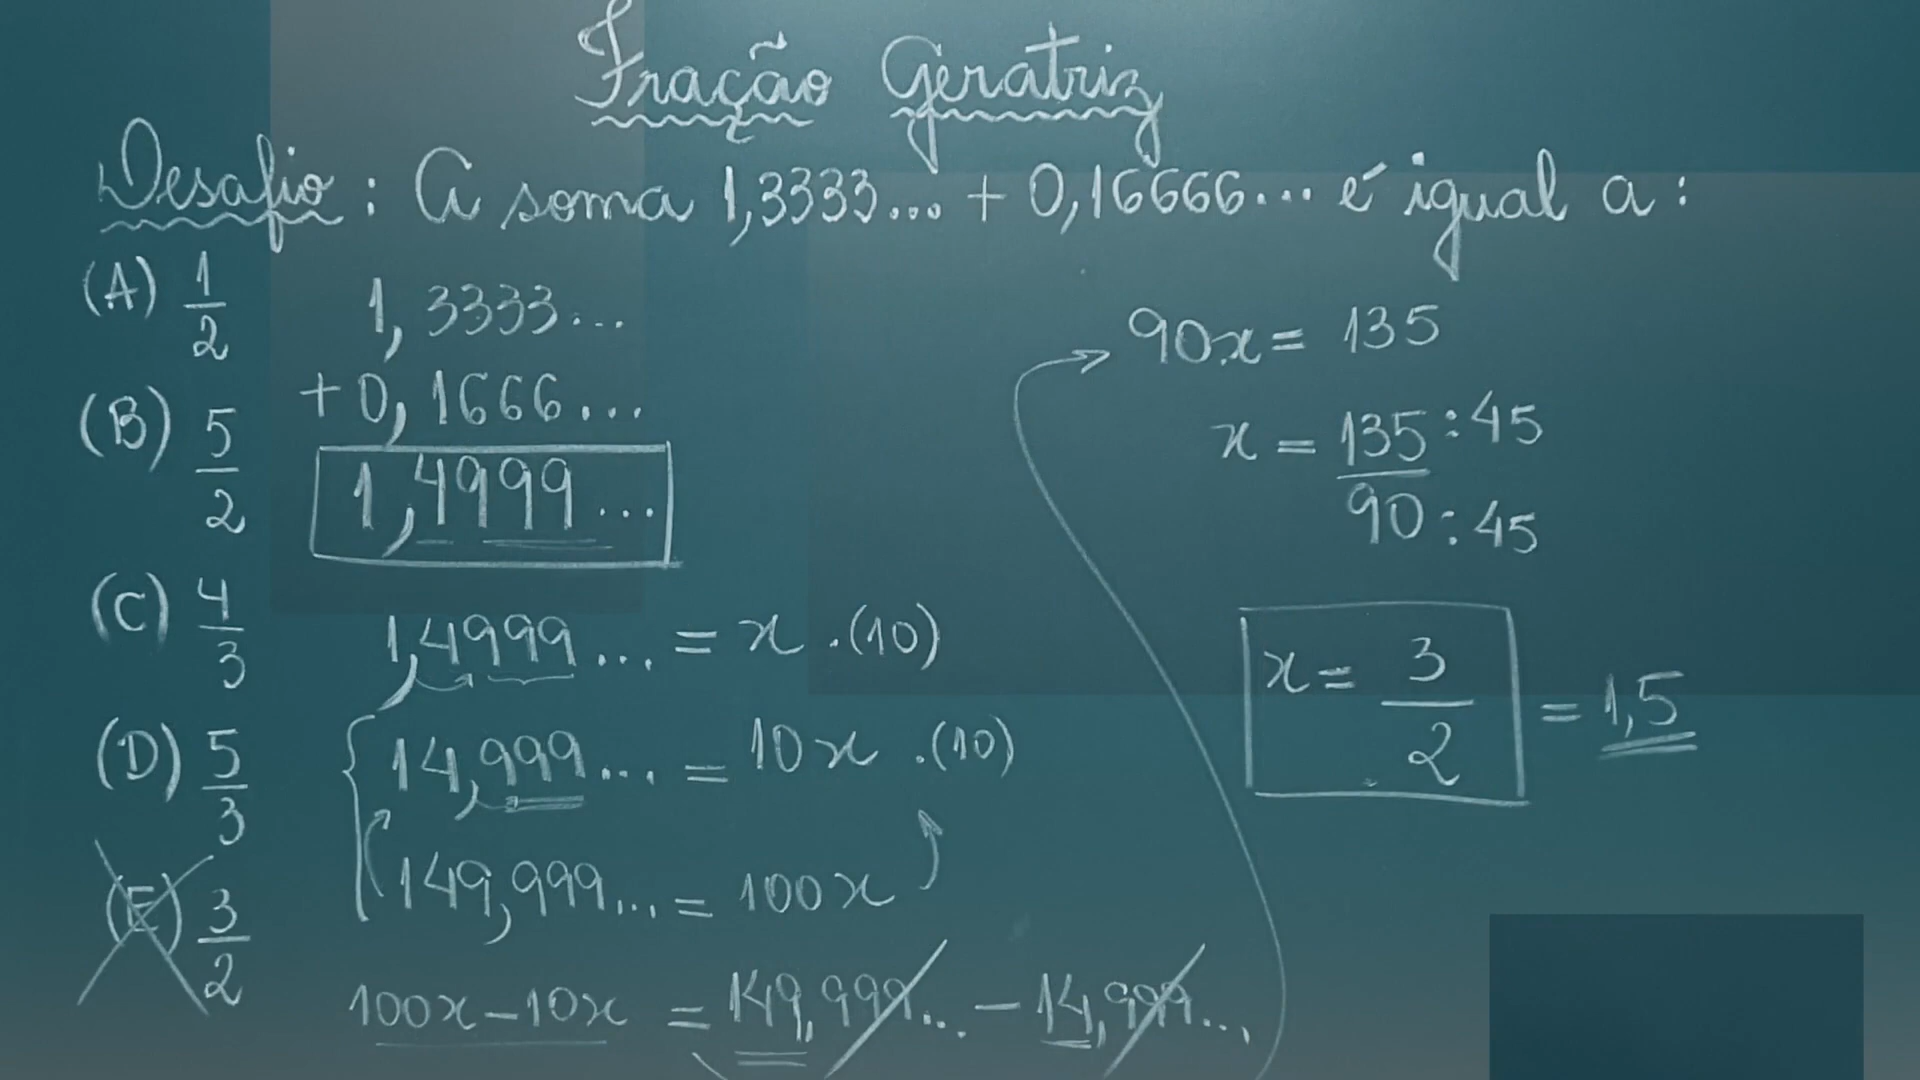 Fração Geratriz
Desafio: A soma 1,3333... + 0,16666... é igual a:
(A) 1/2
(B) 5/2
(C) 4/3
(D) 5/3
(E) 3/2
1,3333...
+0,1666...
1,4999...
1,4999... = x .(10)
14,999... = 10x .(10)
149,999... = 100x
100x-10x = 149,999... - 14,999...
90x = 135
x = 135:45
90:45
x = 3/2 = 1,5